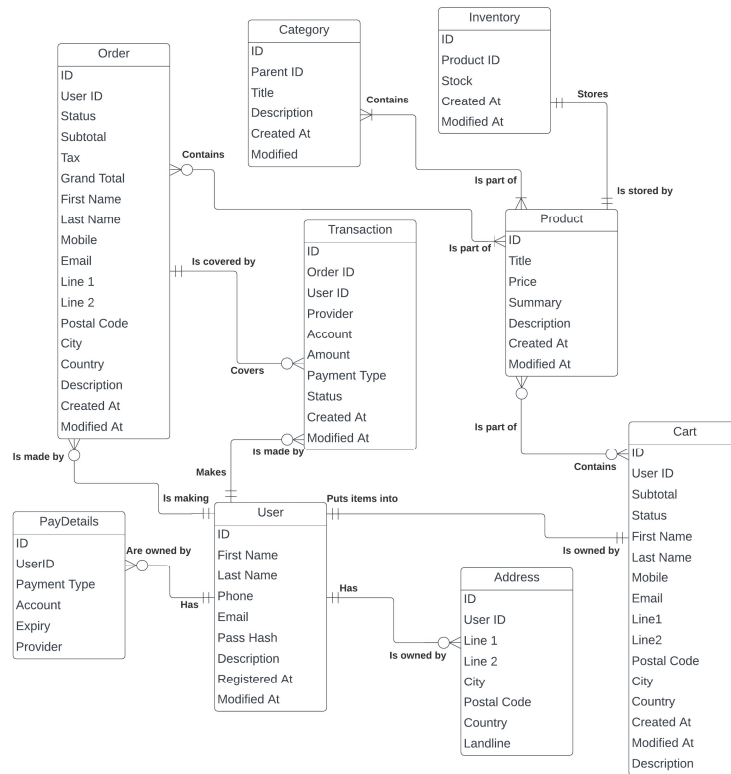 Order
ID
User ID
Status
Subtotal
Tax
Grand Total
First Name
Last Name
Mobile
Email
Line 1
Line 2
Postal Code
City
Country
Description
Created At
Modified At
Category
ID
Parent ID
Title
Description
Created At
Modified
Inventory
ID
Product ID
Stock
Created At
Modified At
Contains
Stores
Contains
Is part of
Is stored by
Is part of
Product
ID
Title
Price
Summary
Description
Created At
Modified At
Transaction
ID
Order ID
User ID
Provider
Account
Amount
Payment Type
Status
Created At
Modified At
Is covered by
Covers
Is made by
Is made by
Makes
Is making
Is part of
Contains
Cart
ID
User ID
Subtotal
Status
First Name
Last Name
Mobile
Email
Line1
Line2
Postal Code
City
Country
Created At
Modified At
Description
Puts items into
Is owned by
User
ID
First Name
Last Name
Phone
Email
Pass Hash
Description
Registered At
Modified At
PayDetails
ID
UserID
Payment Type
Account
Expiry
Provider
Are owned by
Has
Has
Is owned by
Address
ID
User ID
Line 1
Line 2
City
Postal Code
Country
Landline